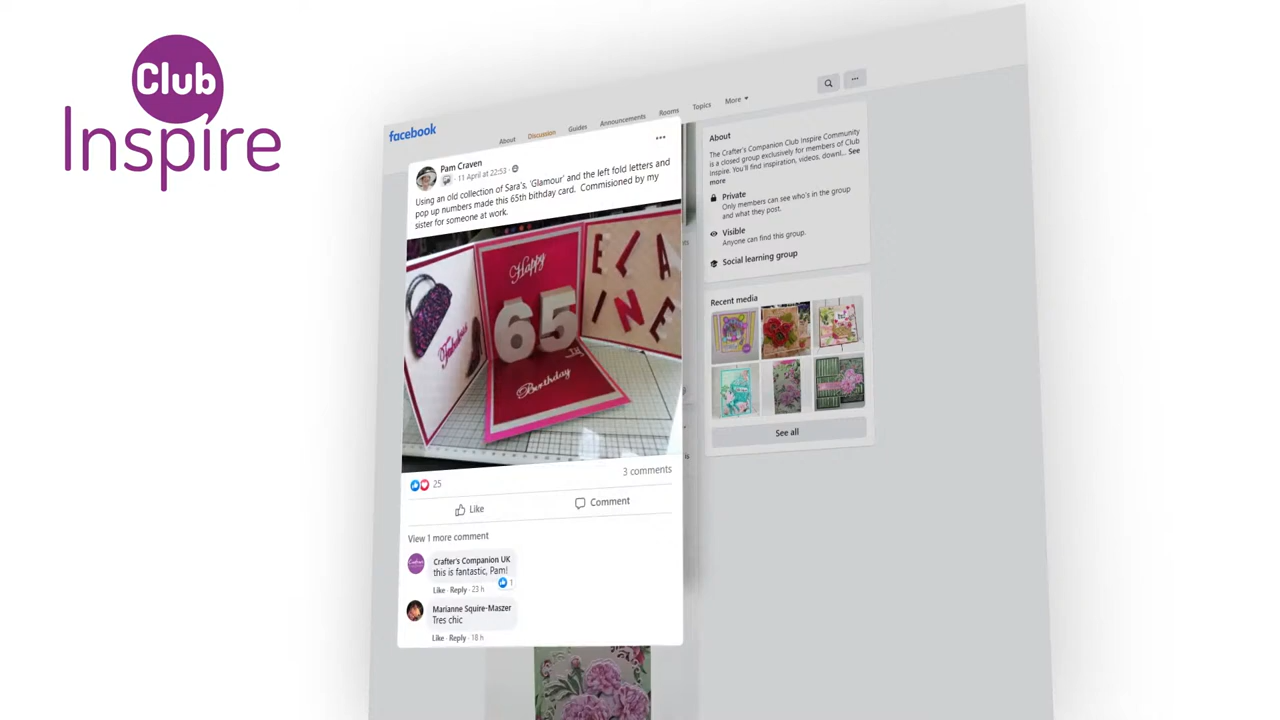 Club
Inspire
facebook
About
Discussion
Guides
Announcements
Rooms
Topics
More
Pam Craven
11 April at 22:53
Using an old collection of Sara's, 'Glamour' and the left fold letters and
pop up numbers made this 65th bithday card. Commisioned by my
sister for someone at work.
Fabulous
Happy
65
Birthday
ELA
INE
3 comments
25
Like
Comment
View 1 more comment
Crafter's Companion UK
this is fantastic, Pam!
1
Like · Reply · 23 h
Marianne Squire-Maszer
Tres chic
Like · Reply · 18 h
About
The Crafter's Companion Club Inspire Community
is a closed group exclusively for members of Club
Inspire. You'll find inspiration, videos, downl... See
more
Private
Only members can see who's in the group
and what they post.
Visible
Anyone can find this group.
Social learning group
Recent media
See all